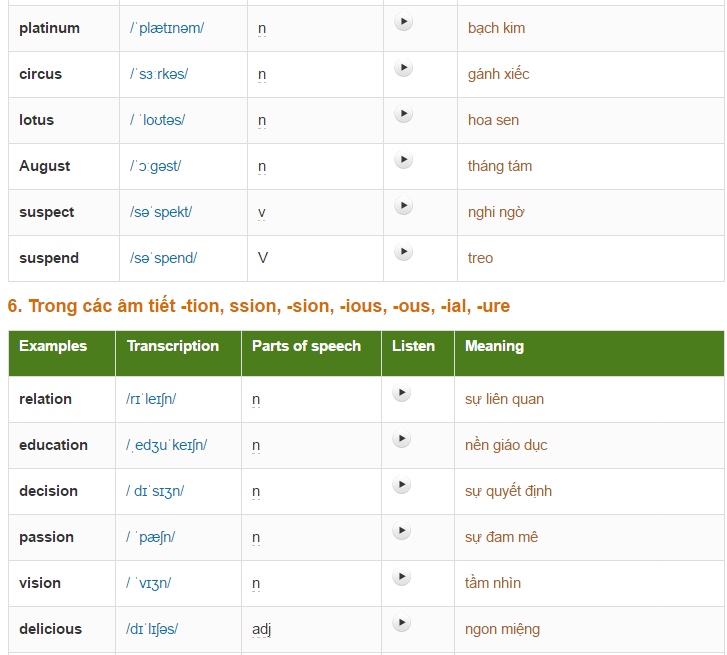 platinum /ˈplætɪnəm/ n bạch kim
circus /ˈsɜːrkəs/ n gánh xiếc
lotus / ˈloʊtəs/ n hoa sen
August /ˈɔːgəst/ n tháng tám
suspect /səˈspekt/ v nghi ngờ
suspend /səˈspend/ V treo
6. Trong các âm tiết -tion, ssion, -sion, -ious, -ous, -ial, -ure
Examples Transcription Parts of speech Listen Meaning
relation /rɪˈleɪʃn/ n sự liên quan
education /ˌedʒuˈkeɪʃn/ n nền giáo dục
decision / dɪˈsɪʒn/ n sự quyết định
passion / ˈpæʃn/ n sự đam mê
vision / ˈvɪʒn/ n tầm nhìn
delicious /dɪˈlɪʃəs/ adj ngon miệng